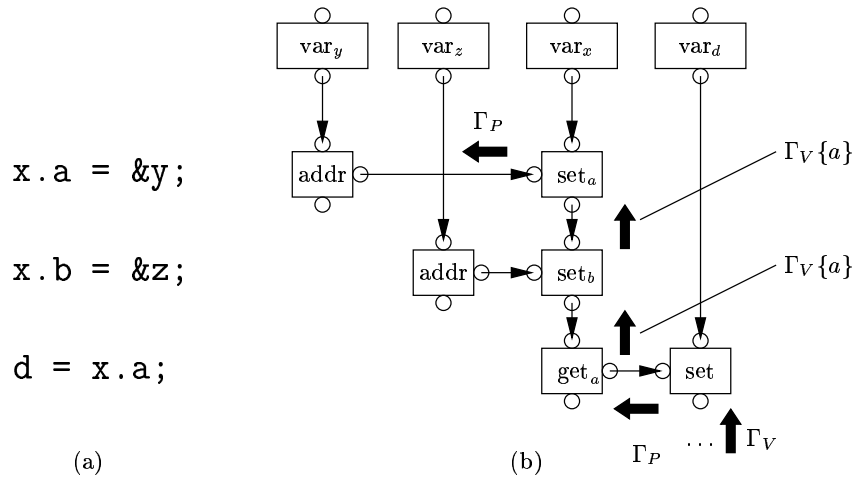 var_y var_z var_x var_d
Γ_P
x.a = &y;
addr set_a
Γ_V{a}
x.b = &z;
addr set_b
Γ_V{a}
d = x.a;
get_a set
Γ_P ... Γ_V
(a) (b)